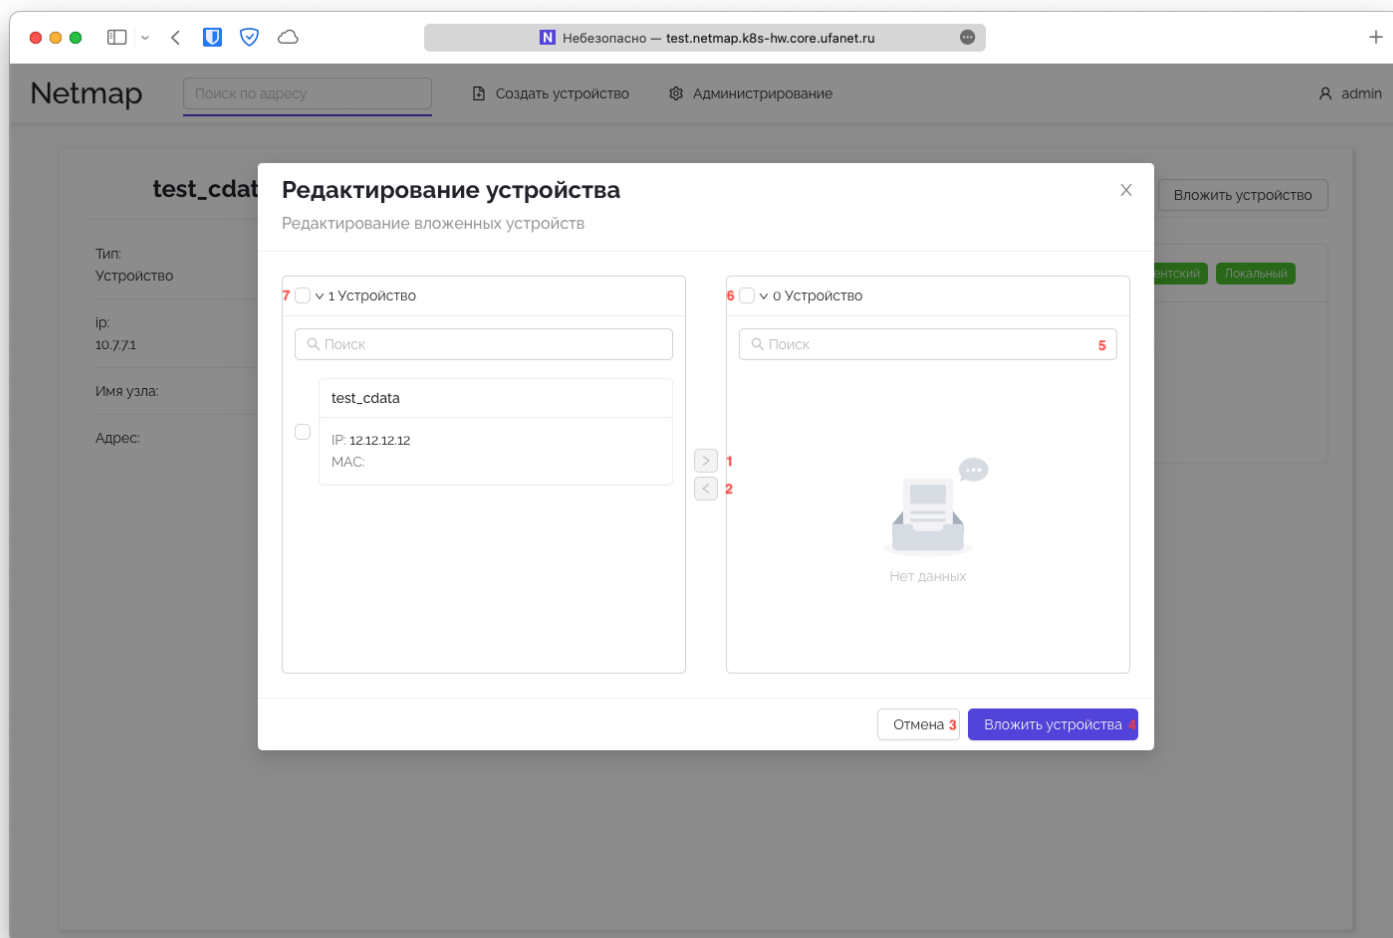 N Небезопасно — test.netmap.k8s-hw.core.ufanet.ru
Netmap
Поиск по адресу
Создать устройство
Администрирование
admin
test_cdat
Вложить устройство
Тип:
Устройство
ip:
10.7.7.1
Имя узла:
Адрес:
ентский
Локальный
Редактирование устройства
Редактирование вложенных устройств
7 1 Устройство
Поиск
test_cdata
IP: 12.12.12.12
MAC:
1
2
6 0 Устройство
Поиск 5
Нет данных
Отмена 3
Вложить устройства 4